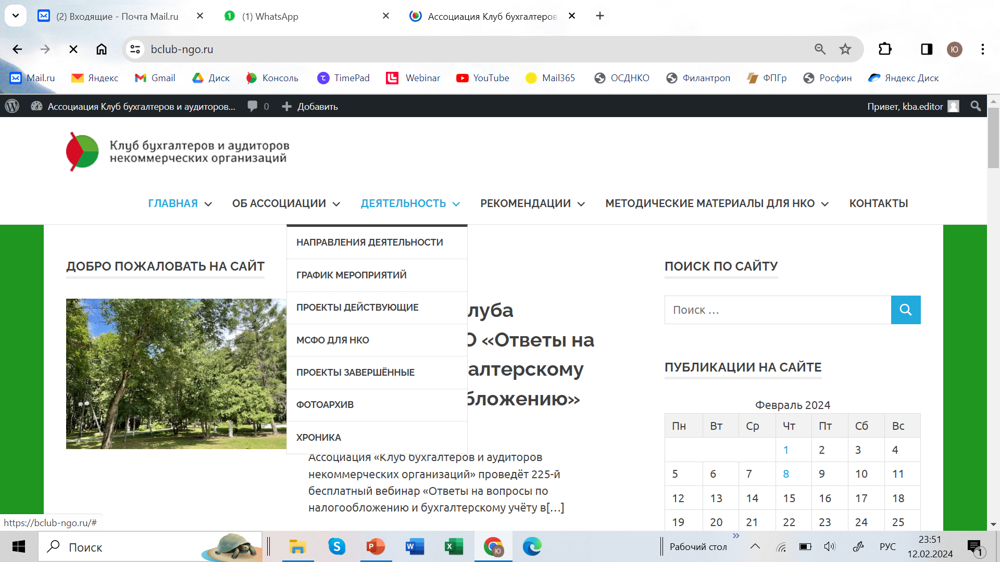 (2) Входящие - Почта Mail.ru
(1) WhatsApp
Ассоциация Клуб бухгалтеров
bclub-ngo.ru
Ю
Mail.ru
Яндекс
Gmail
Диск
Консоль
TimePad
Webinar
YouTube
Mail365
ОСДНКО
Филантроп
ФПГр
Росфин
Яндекс Диск
Ассоциация Клуб бухгалтеров и аудиторов...
0
Добавить
Привет, kba.editor
Клуб бухгалтеров и аудиторов
некоммерческих организаций
ГЛАВНАЯ
ОБ АССОЦИАЦИИ
ДЕЯТЕЛЬНОСТЬ
РЕКОМЕНДАЦИИ
МЕТОДИЧЕСКИЕ МАТЕРИАЛЫ ДЛЯ НКО
КОНТАКТЫ
НАПРАВЛЕНИЯ ДЕЯТЕЛЬНОСТИ
ГРАФИК МЕРОПРИЯТИЙ
ПРОЕКТЫ ДЕЙСТВУЮЩИЕ
МСФО ДЛЯ НКО
ПРОЕКТЫ ЗАВЕРШЁННЫЕ
ФОТОАРХИВ
ХРОНИКА
ДОБРО ПОЖАЛОВАТЬ НА САЙТ
луба
О «Ответы на
галтерскому
бложению»
Ассоциация «Клуб бухгалтеров и аудиторов
некоммерческих организаций» проведёт 225-й
бесплатный вебинар «Ответы на вопросы по
налогообложению и бухгалтерскому учёту в[…]
ПОИСК ПО САЙТУ
Поиск …
ПУБЛИКАЦИИ НА САЙТЕ
Февраль 2024
Пн Вт Ср Чт Пт Сб Вс
1 2 3 4
5 6 7 8 9 10 11
12 13 14 15 16 17 18
19 20 21 22 23 24 25
https://bclub-ngo.ru/#
Поиск
Рабочий стол
РУС
23:51
12.02.2024
1